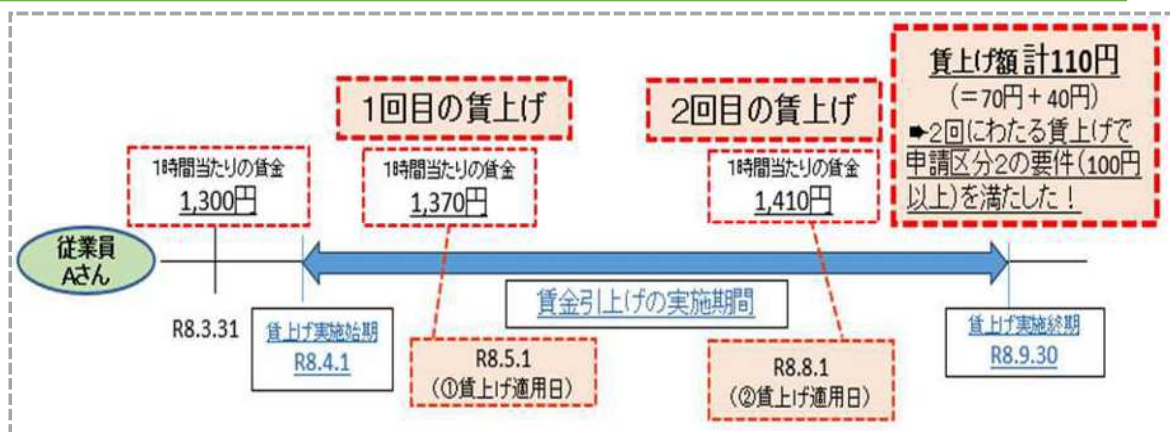 賃上げ額 計110円
(=70円+40円)
➡2回にわたる賃上げで
申請区分2の要件(100円
以上)を満たした！
1回目の賃上げ
2回目の賃上げ
1時間当たりの賃金
1,300円
1時間当たりの賃金
1,370円
1時間当たりの賃金
1,410円
従業員
Aさん
賃金引上げの実施期間
R8.3.31
賃上げ実施始期
R8.4.1
R8.5.1
(①賃上げ適用日)
R8.8.1
(②賃上げ適用日)
賃上げ実施終期
R8.9.30